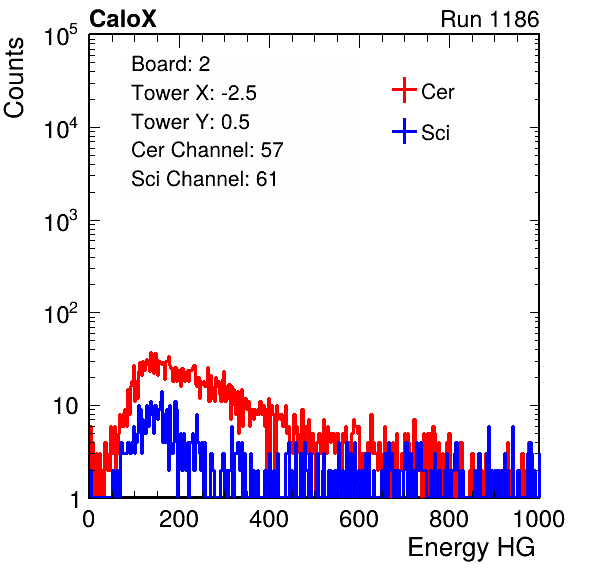 CaloX Run 1186
Board: 2
Tower X: -2.5
Tower Y: 0.5
Cer Channel: 57
Sci Channel: 61
Cer
Sci
Counts
10^5
10^4
10^3
10^2
10
1
0 200 400 600 800 1000
Energy HG